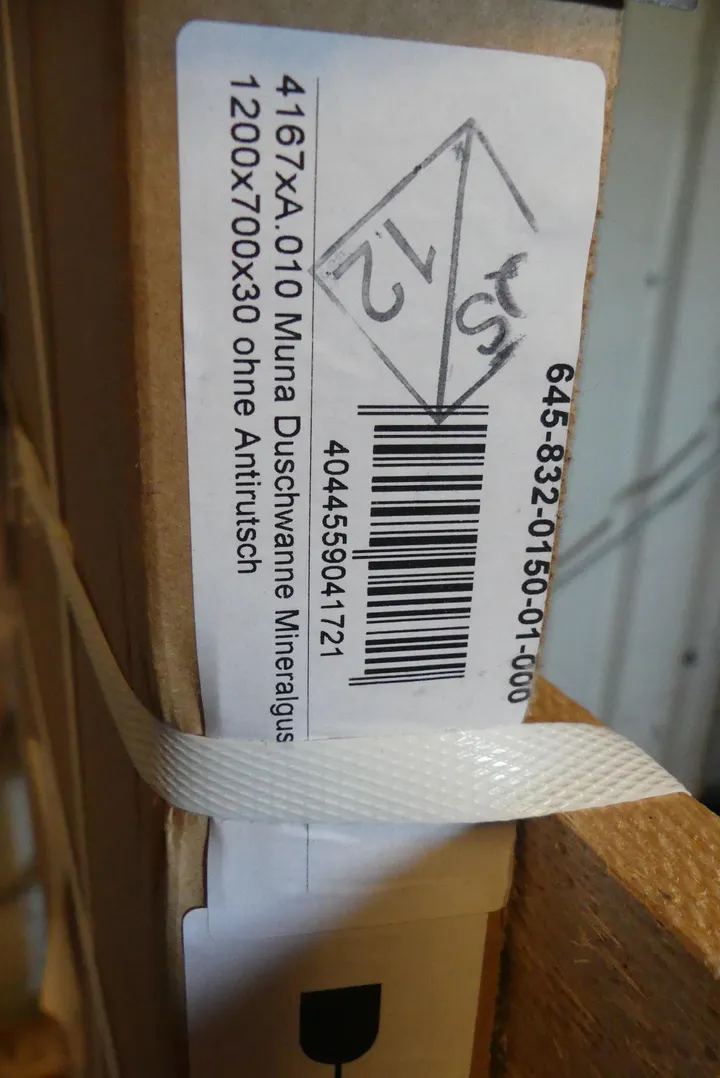 645-832-0150-01-000
12
4044559041721
4167xA.010 Muna Duschwanne Mineralgus
1200x700x30 ohne Antirutsch